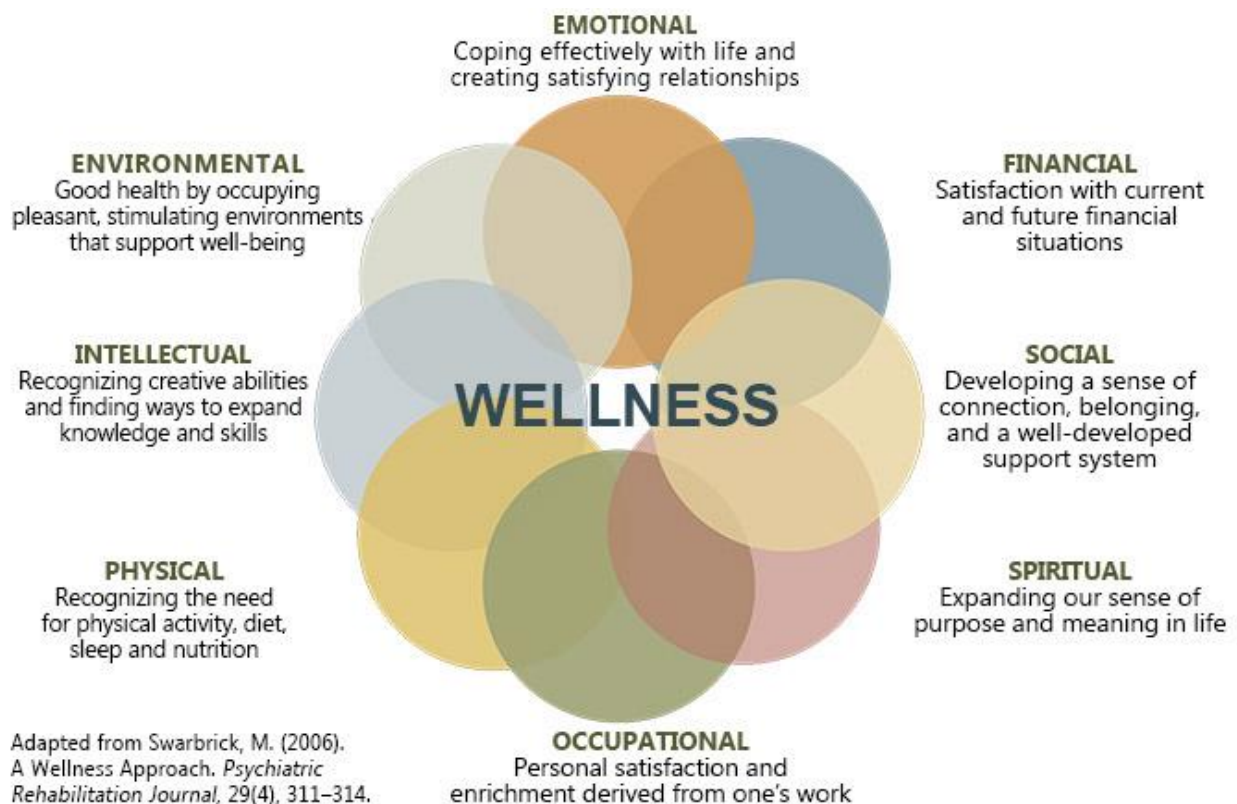 EMOTIONAL
Coping effectively with life and
creating satisfying relationships
ENVIRONMENTAL
Good health by occupying
pleasant, stimulating environments
that support well-being
FINANCIAL
Satisfaction with current
and future financial
situations
INTELLECTUAL
Recognizing creative abilities
and finding ways to expand
knowledge and skills
WELLNESS
SOCIAL
Developing a sense of
connection, belonging,
and a well-developed
support system
PHYSICAL
Recognizing the need
for physical activity, diet,
sleep and nutrition
SPIRITUAL
Expanding our sense of
purpose and meaning in life
OCCUPATIONAL
Personal satisfaction and
enrichment derived from one's work
Adapted from Swarbrick, M. (2006).
A Wellness Approach. Psychiatric
Rehabilitation Journal, 29(4), 311–314.